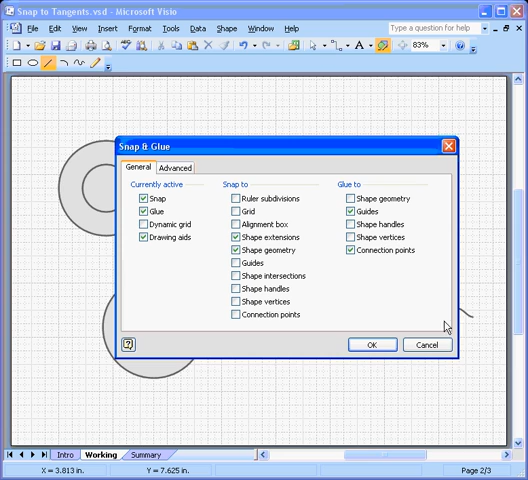 Snap to Tangents.vsd - Microsoft Visio
File Edit View Insert Format Tools Data Shape Window Help Type a question for help
A 83%
Snap & Glue
General Advanced
Currently active Snap to Glue to
Snap Ruler subdivisions Shape geometry
Glue Grid Guides
Dynamic grid Alignment box Shape handles
Drawing aids Shape extensions Shape vertices
Shape geometry Connection points
Guides
Shape intersections
Shape handles
Shape vertices
Connection points
OK Cancel
Intro Working Summary
X = 3.813 in. Y = 7.625 in. Page 2/3